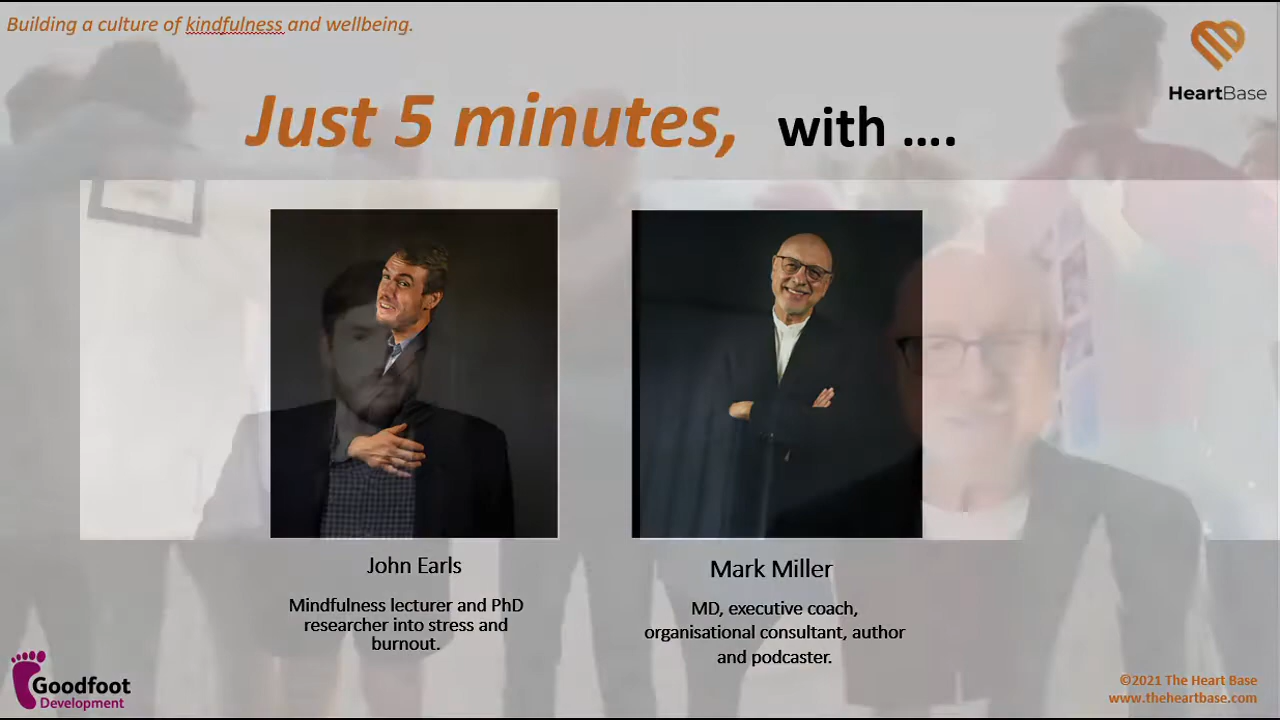 Building a culture of kindfulness and wellbeing.
HeartBase
Just 5 minutes, with ....
John Earls
Mindfulness lecturer and PhD
researcher into stress and
burnout.
Mark Miller
MD, executive coach,
organisational consultant, author
and podcaster.
Goodfoot
Development
©2021 The Heart Base
www.theheartbase.com